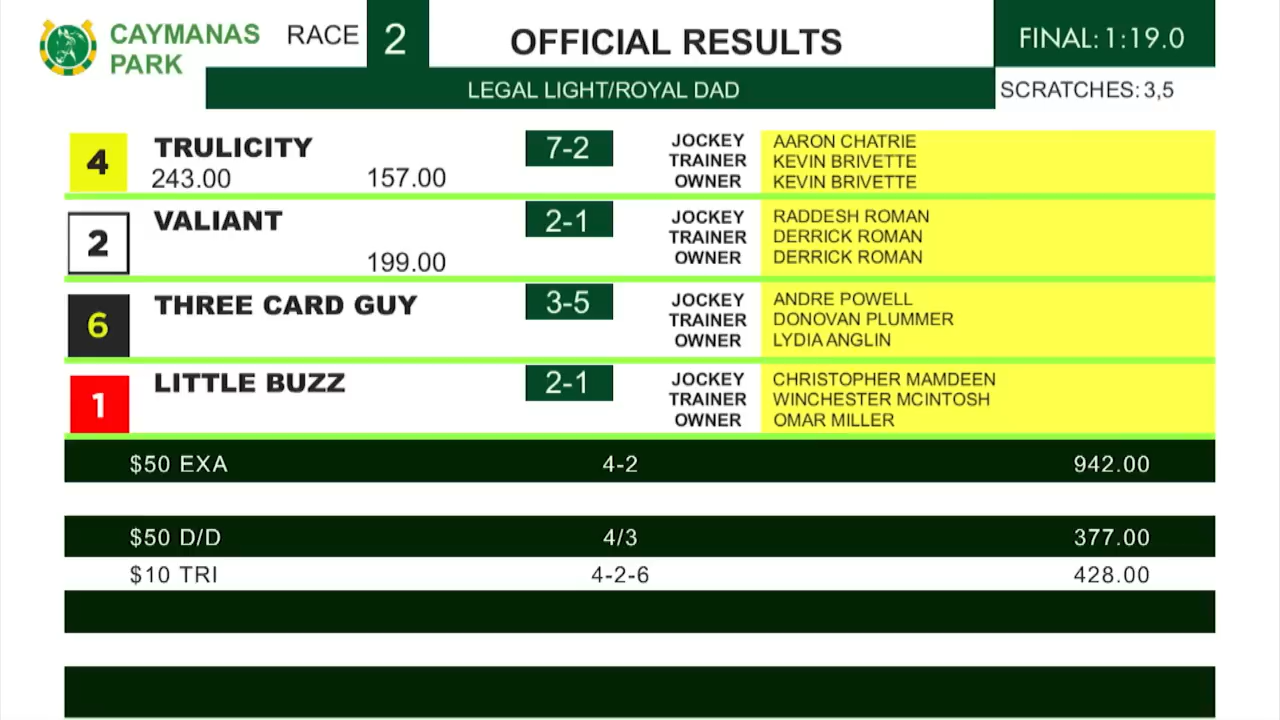 CAYMANAS PARK
RACE 2
OFFICIAL RESULTS
FINAL: 1:19.0
LEGAL LIGHT/ROYAL DAD
SCRATCHES: 3,5
4 TRULICITY 7-2 JOCKEY AARON CHATRIE
TRAINER KEVIN BRIVETTE
243.00 157.00 OWNER KEVIN BRIVETTE
2 VALIANT 2-1 JOCKEY RADDESH ROMAN
TRAINER DERRICK ROMAN
199.00 OWNER DERRICK ROMAN
6 THREE CARD GUY 3-5 JOCKEY ANDRE POWELL
TRAINER DONOVAN PLUMMER
OWNER LYDIA ANGLIN
1 LITTLE BUZZ 2-1 JOCKEY CHRISTOPHER MAMDEEN
TRAINER WINCHESTER MCINTOSH
OWNER OMAR MILLER
$50 EXA 4-2 942.00
$50 D/D 4/3 377.00
$10 TRI 4-2-6 428.00